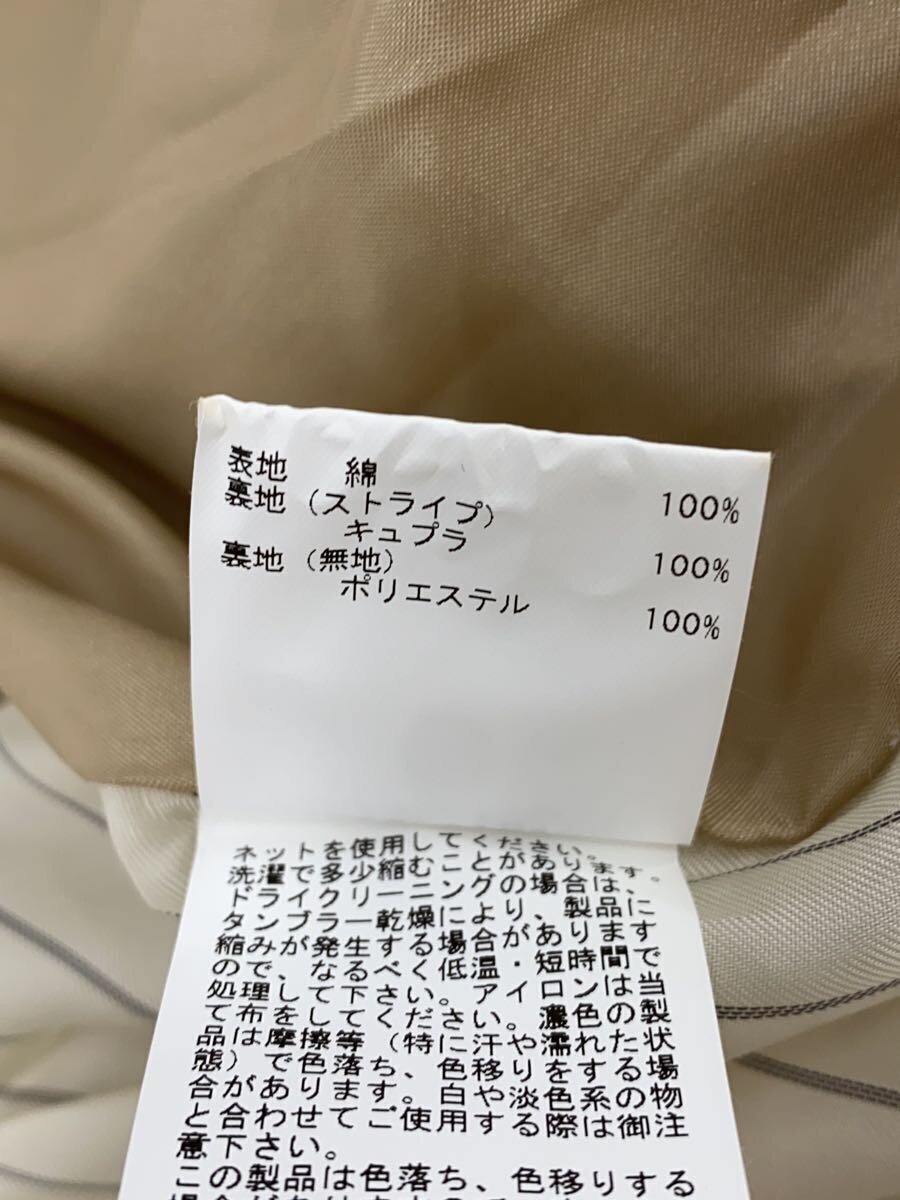 表地 綿 100%
裏地(ストライプ)
キュプラ 100%
裏地(無地)
ポリエステル 100%
ネットを使用してください。
洗濯で多少縮むことがあります。
ドライクリーニングの場合は、
タンブラー乾燥により、製品に
縮みが発生する場合があります
ので、なるべく低温・短時間で
処理して下さい。アイロンは当
て布をしてください。濃色の製
品は摩擦等(特に汗や濡れた状
態)で色落ち、色移りをする場
合があります。白や淡色系の物
と合わせてご使用する際は御注
意下さい。
この製品は色落ち、色移りする
場合があり